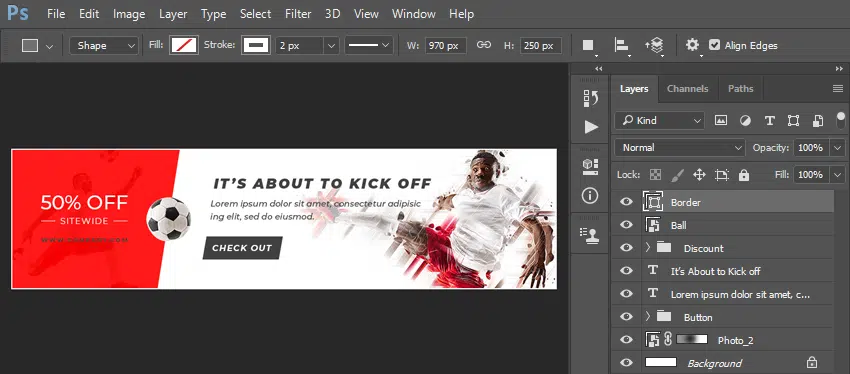 Ps File Edit Image Layer Type Select Filter 3D View Window Help
Shape Fill: Stroke: 2 px W: 970 px H: 250 px Align Edges
Layers Channels Paths
Kind
Normal Opacity: 100%
Lock: Fill: 100%
Border
Ball
Discount
It's About to Kick off
Lorem ipsum dolor sit amet, c...
Button
Photo_2
Background
50% OFF
SITEWIDE
IT'S ABOUT TO KICK OFF
Lorem ipsum dolor sit amet, consectetur adipisic
ing elit, sed do eiusmod.
CHECK OUT